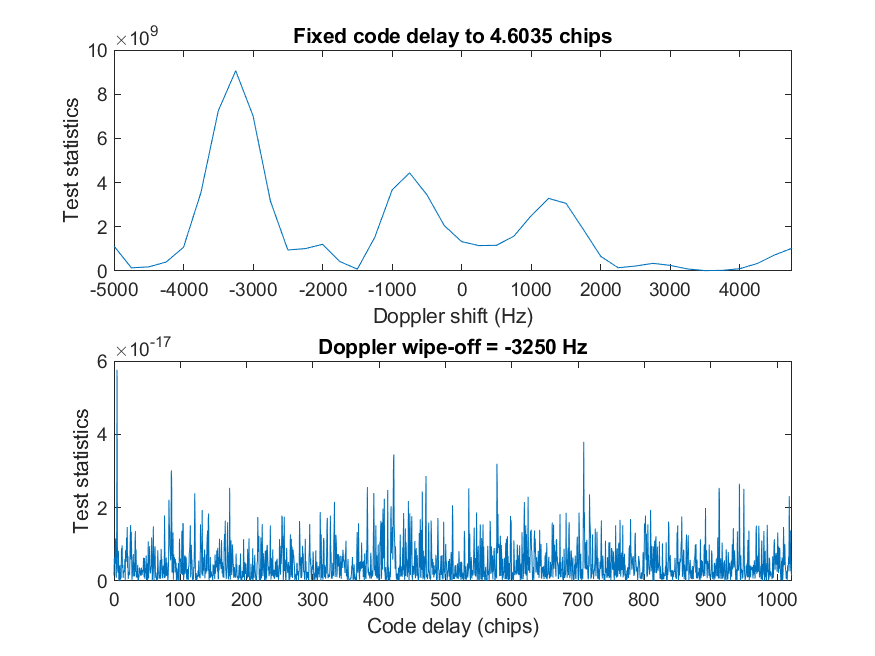 ×10⁹
Fixed code delay to 4.6035 chips
10
8
6
4
2
0
Test statistics
-5000 -4000 -3000 -2000 -1000 0 1000 2000 3000 4000
Doppler shift (Hz)
×10⁻¹⁷
Doppler wipe-off = -3250 Hz
6
4
2
0
Test statistics
0 100 200 300 400 500 600 700 800 900 1000
Code delay (chips)